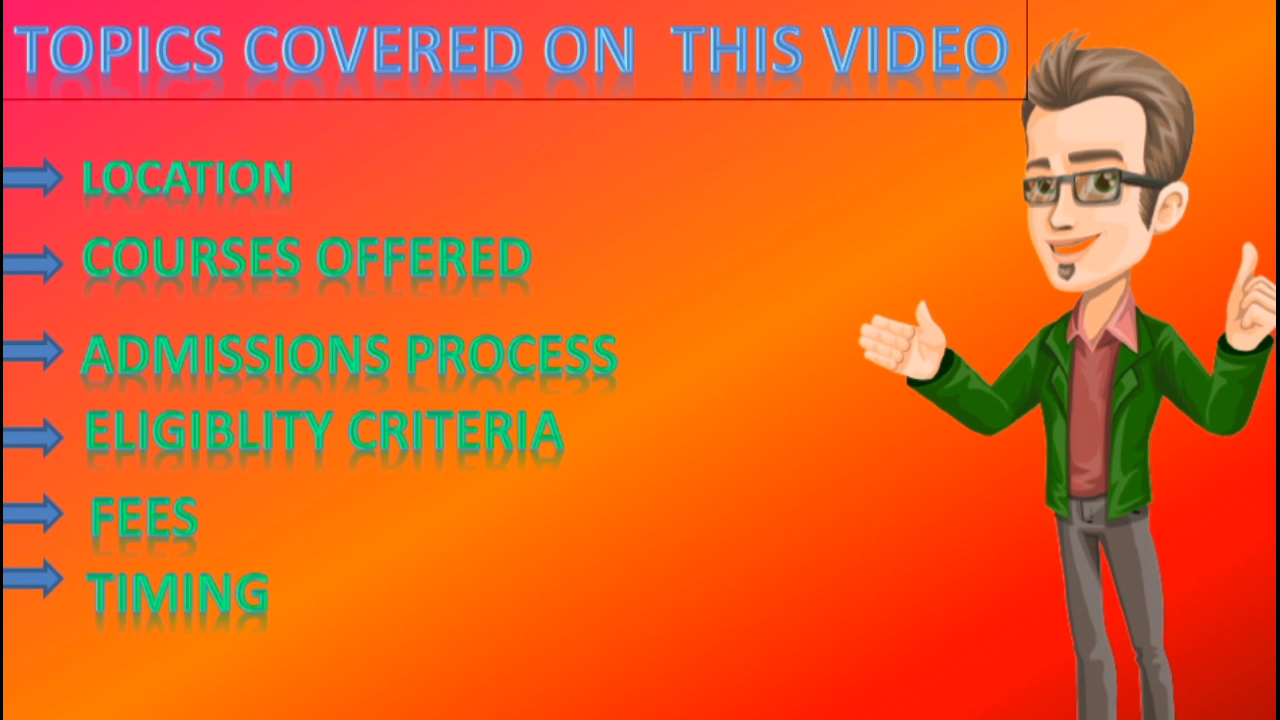 TOPICS COVERED ON THIS VIDEO
LOCATION
COURSES OFFERED
ADMISSIONS PROCESS
ELIGIBLITY CRITERIA
FEES
TIMING